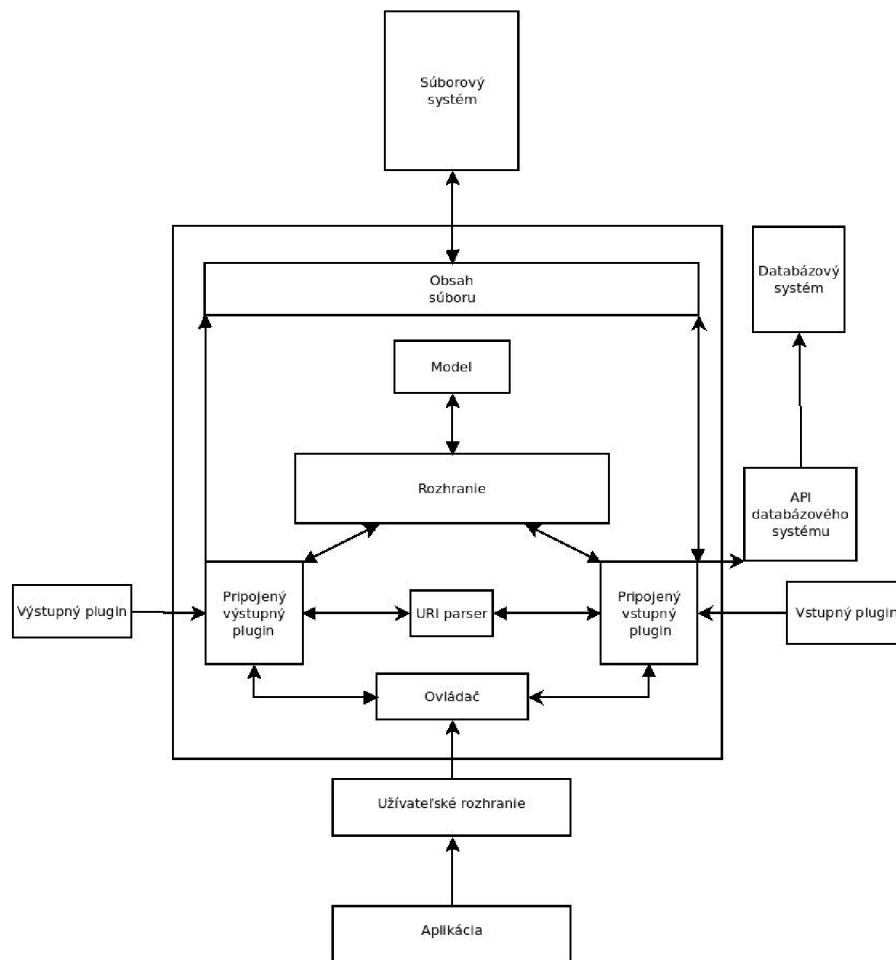 Súborový
systém
Obsah
súboru
Databázový
systém
Model
Rozhranie
API
databázového
systému
Výstupný plugin
Pripojený
výstupný
plugin
URI parser
Pripojený
vstupný
plugin
Vstupný plugin
Ovládač
Užívateľské rozhranie
Aplikácia